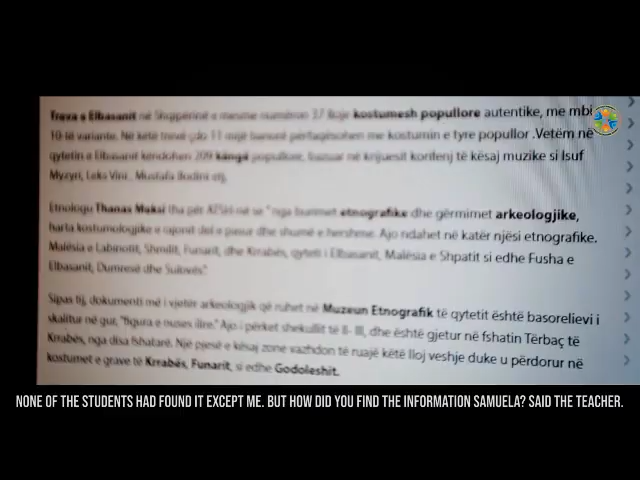 Treva e Elbasanit në Shqipërinë e mesme numëron 37 lloje kostumesh popullore autentike, me mbi
10-të variante. Në këtë trevë çdo 11 mijë banorë përfaqësohen me kostumin e tyre popullor .Vetëm në
qytetin e Elbasanit këndohen 209 kângë popullore, bazuar në krijuesit korifenj të kësaj muzike si Isuf
Myzyri, Leks Vini , Mustafa Bodini etj.
Etnologu Thanas Meksi tha për ATSH-në se " nga burimet etnografike dhe gërmimet arkeologjike,
harta kostumologjike e rajonit del e pasur dhe shumë e hershme. Ajo ndahet në katër njësi etnografike.
Malësia e Labinotit, Shmilit, Funarit, dhe Krrabës, qyteti i Elbasanit, Malësia e Shpatit si edhe Fusha e
Elbasanit, Dumresë dhe Sulovës."
Sipas tij, dokumenti më i vjetër arkeologjik që ruhet në Muzeun Etnografik të qytetit është basorelievi i
skalitur në gur, "figura e nuses ilire." Ajo i përket shekullit të II- III, dhe është gjetur në fshatin Tërbaç të
Krrabës, nga disa fshatarë. Një pjesë e kësaj zone vazhdon të ruajë këtë lloj veshje duke u përdorur në
kostumet e grave të Krrabës, Funarit, si edhe Godoleshit.
NONE OF THE STUDENTS HAD FOUND IT EXCEPT ME. BUT HOW DID YOU FIND THE INFORMATION SAMUELA? SAID THE TEACHER.